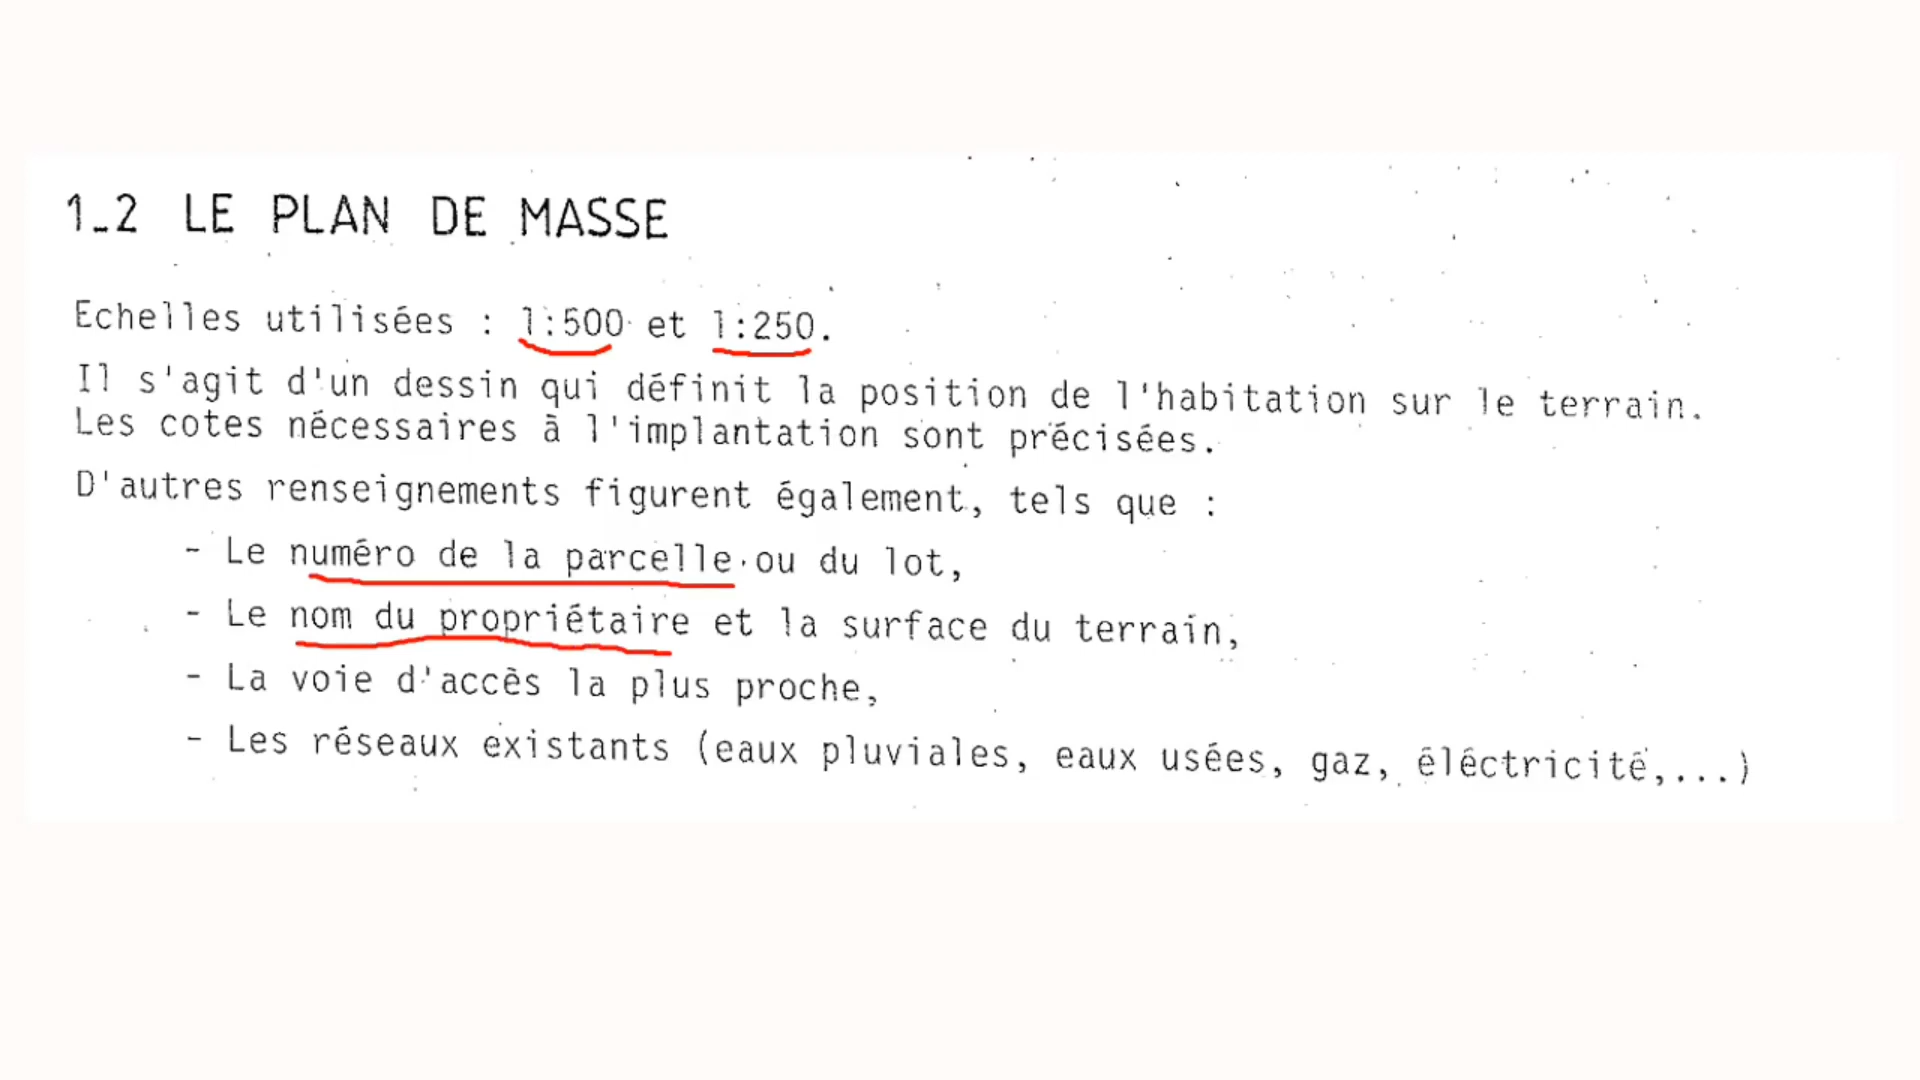 1_2 LE PLAN DE MASSE
Echelles utilisées : 1:500 et 1:250.
Il s'agit d'un dessin qui définit la position de l'habitation sur le terrain.
Les cotes nécessaires à l'implantation sont précisées.
D'autres renseignements figurent également, tels que :
- Le numéro de la parcelle ou du lot,
- Le nom du propriétaire et la surface du terrain,
- La voie d'accès la plus proche,
- Les réseaux existants (eaux pluviales, eaux usées, gaz, éléctricité,...)